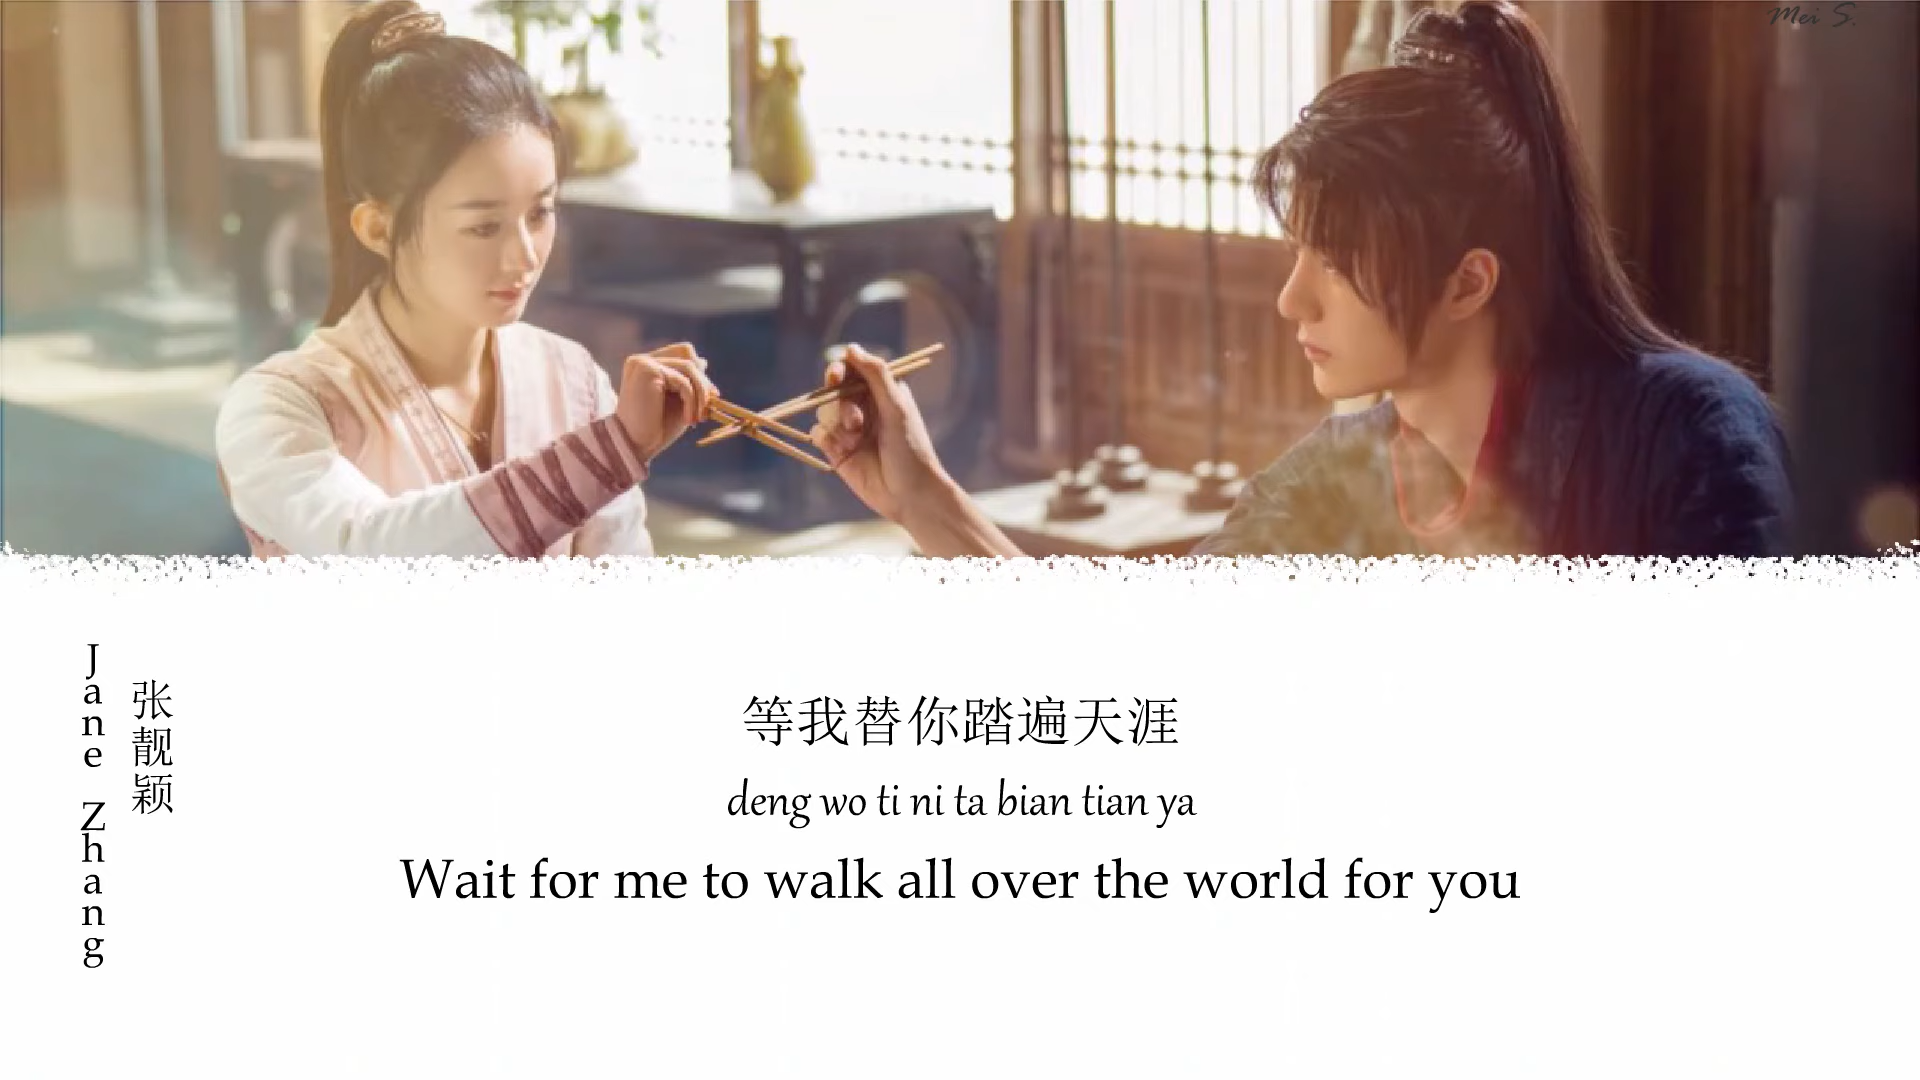 Mei S.
Jane Zhang
张靓颖
等我替你踏遍天涯
deng wo ti ni ta bian tian ya
Wait for me to walk all over the world for you